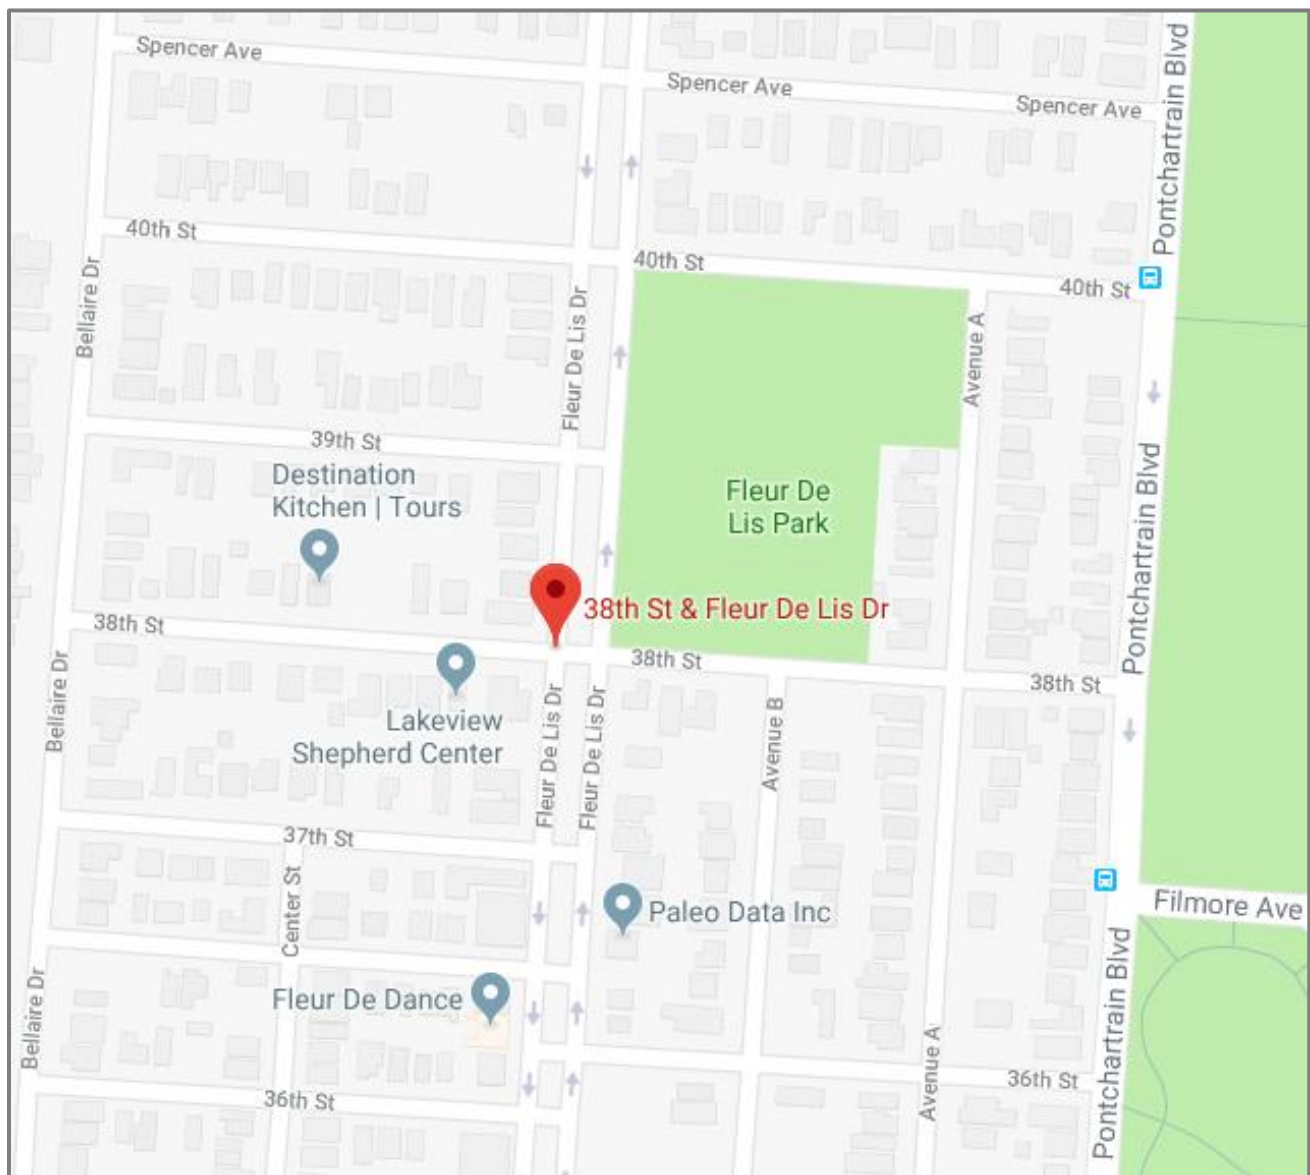 Spencer Ave
Spencer Ave
Spencer Ave
Pontchartrain Blvd
40th St
40th St
40th St
Bellaire Dr
Fleur De Lis Dr
Avenue A
39th St
Destination
Kitchen | Tours
Fleur De
Lis Park
Pontchartrain Blvd
38th St & Fleur De Lis Dr
38th St
38th St
38th St
Bellaire Dr
Lakeview
Shepherd Center
Fleur De Lis Dr
Fleur De Lis Dr
Avenue B
37th St
Center St
Paleo Data Inc
Filmore Ave
Fleur De Dance
Bellaire Dr
Avenue A
Pontchartrain Blvd
36th St
36th St